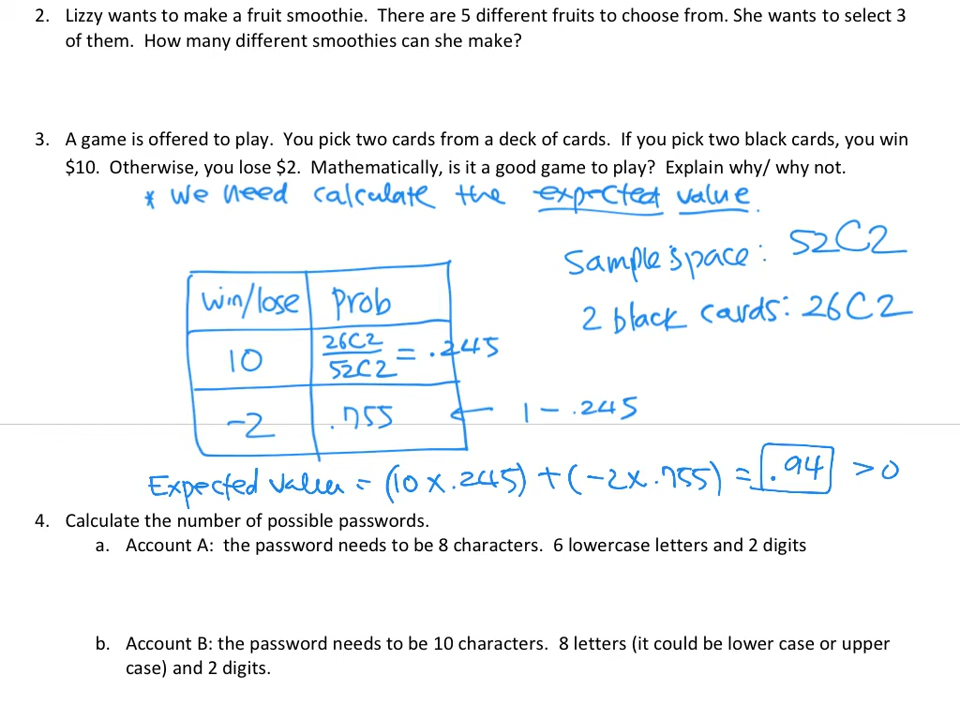 2. Lizzy wants to make a fruit smoothie. There are 5 different fruits to choose from. She wants to select 3
of them. How many different smoothies can she make?
3. A game is offered to play. You pick two cards from a deck of cards. If you pick two black cards, you win
$10. Otherwise, you lose $2. Mathematically, is it a good game to play? Explain why/ why not.
* We need calculate the expected value.
Sample space: 52C2
2 black cards: 26C2
win/lose Prob
10 26C2/52C2 = .245
-2 .755 ← 1 - .245
Expected Value = (10 x .245) + (-2 x .755) = .94 > 0
4. Calculate the number of possible passwords.
a. Account A: the password needs to be 8 characters. 6 lowercase letters and 2 digits
b. Account B: the password needs to be 10 characters. 8 letters (it could be lower case or upper
case) and 2 digits.